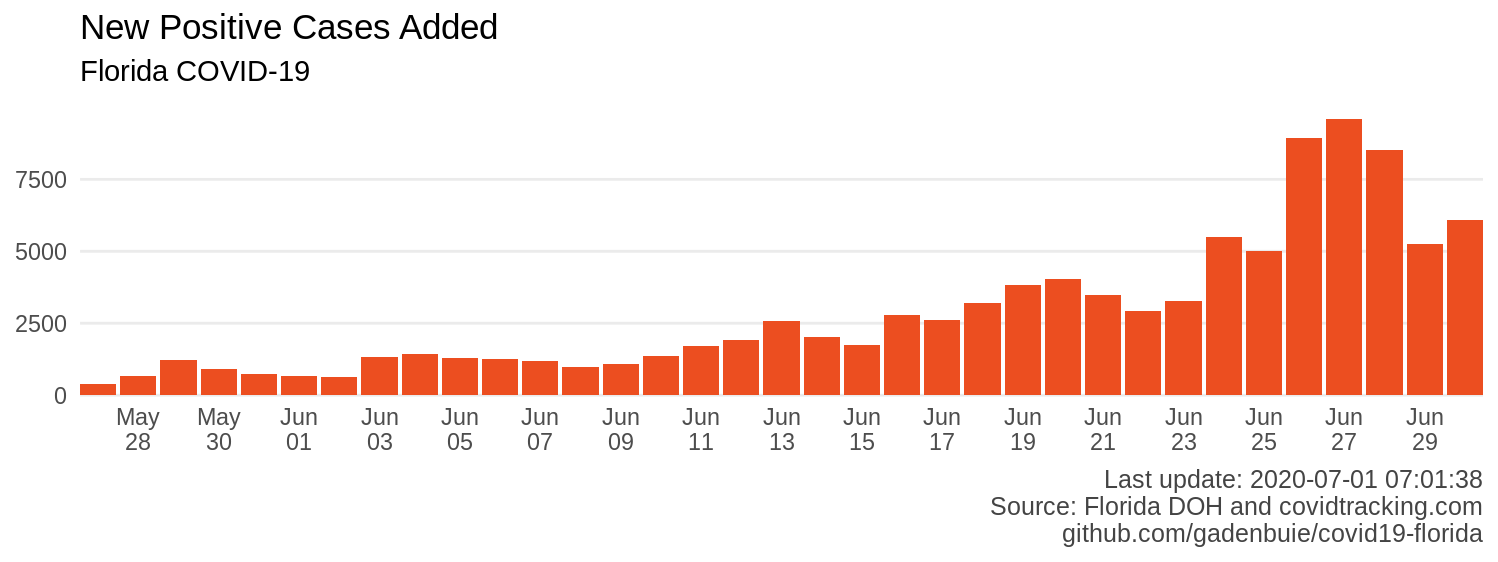 New Positive Cases Added
Florida COVID-19
7500
5000
2500
0
May May Jun Jun Jun Jun Jun Jun Jun Jun Jun Jun Jun Jun Jun Jun Jun
28 30 01 03 05 07 09 11 13 15 17 19 21 23 25 27 29
Last update: 2020-07-01 07:01:38
Source: Florida DOH and covidtracking.com
github.com/gadenbuie/covid19-florida